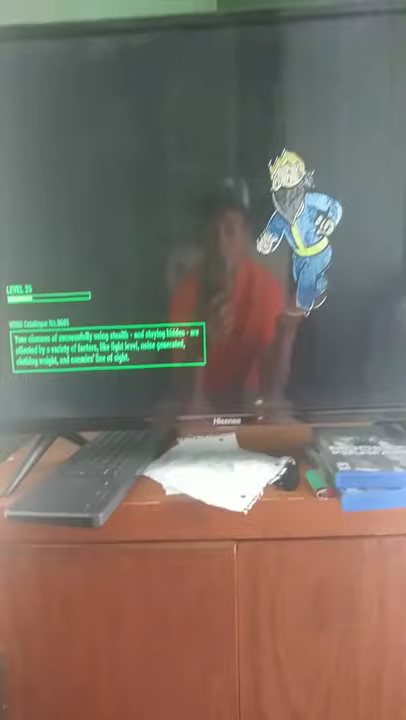 LEVEL 25
VDSG Catalogue No.
Your chances of successfully using stealth - and staying hidden - are
affected by a variety of factors, like light level, noise generated,
clothing weight, and enemies' line of sight.
Hisense